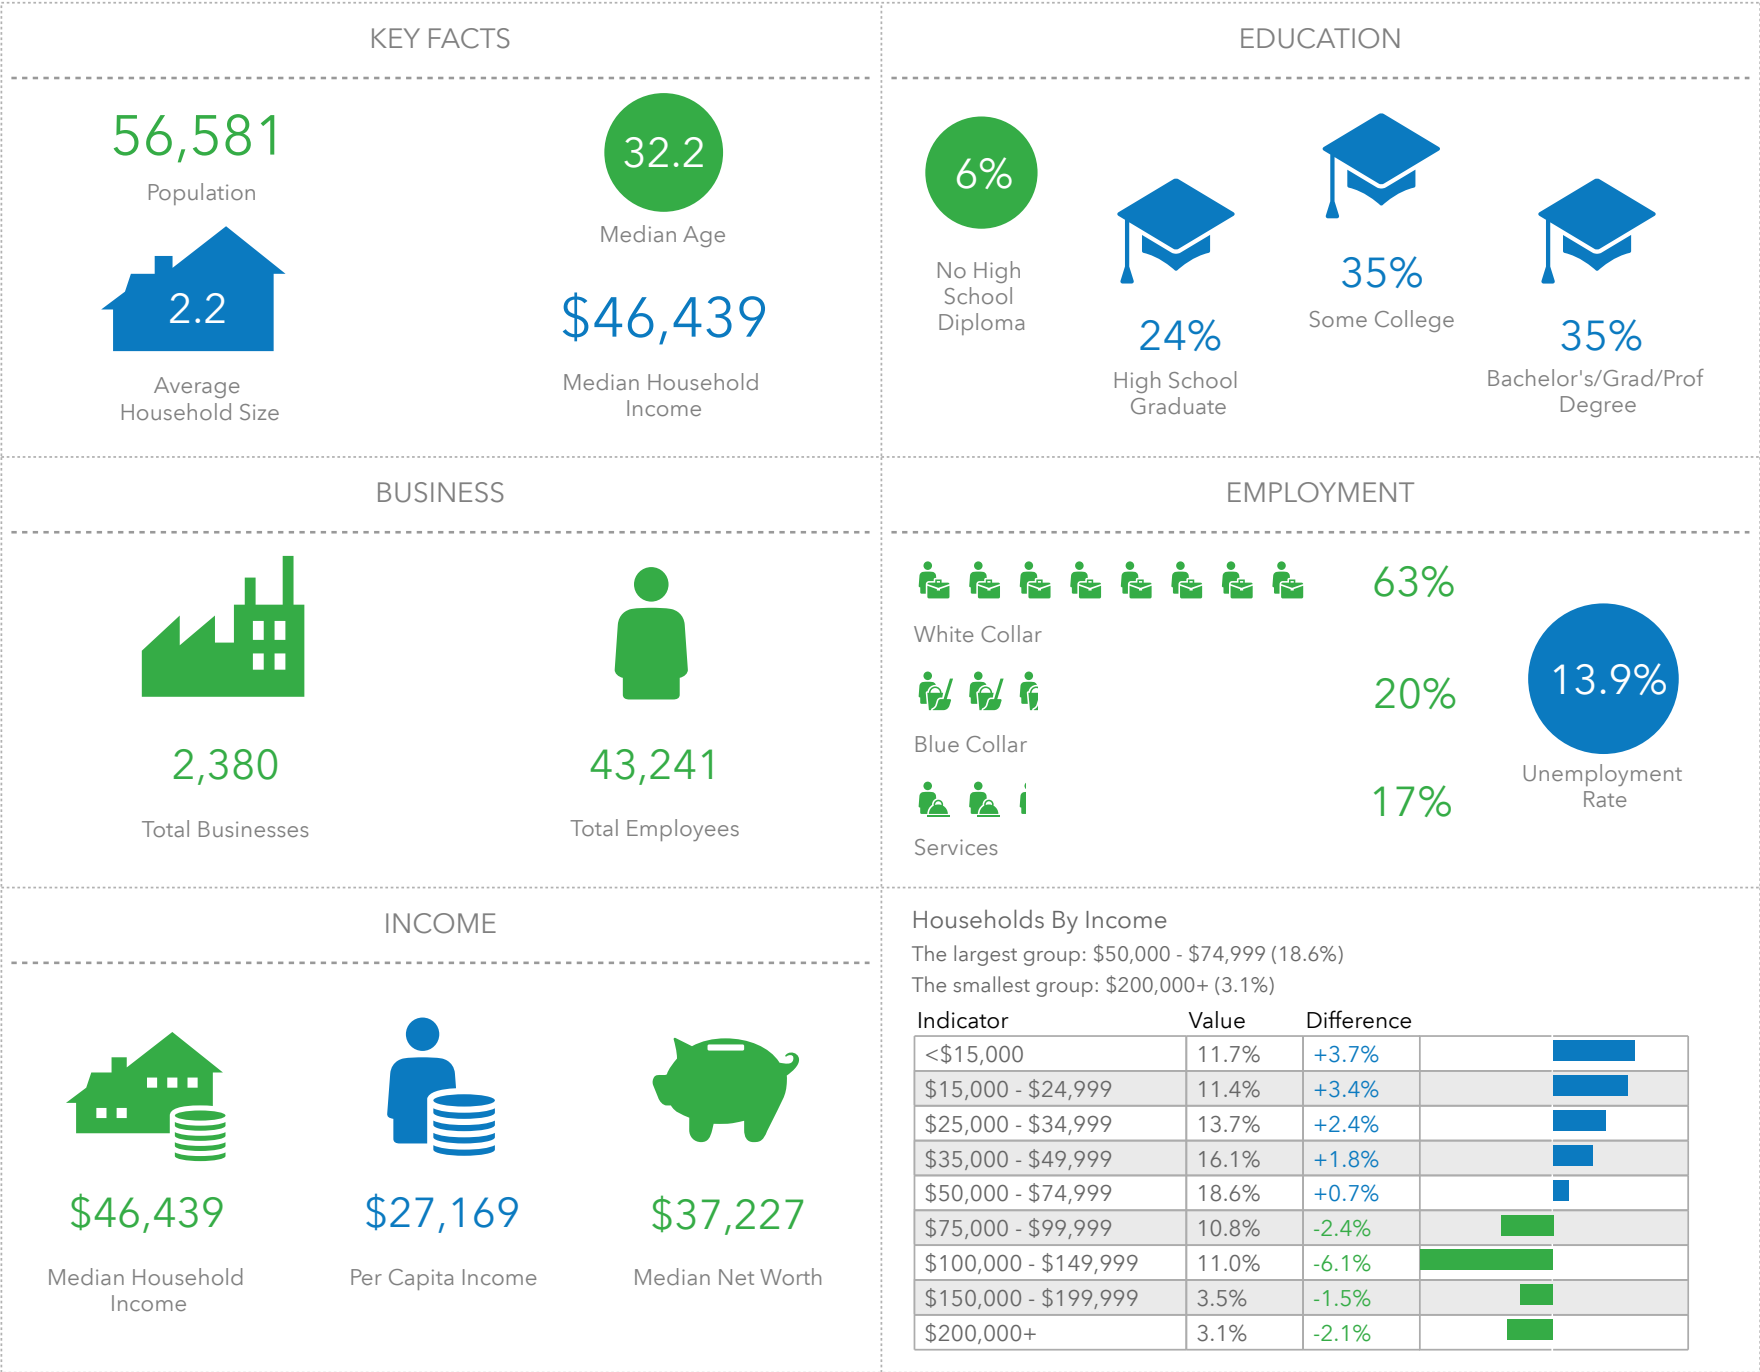 KEY FACTS
56,581
Population
32.2
Median Age
2.2
Average
Household Size
$46,439
Median Household
Income
EDUCATION
6%
No High
School
Diploma
24%
High School
Graduate
35%
Some College
35%
Bachelor's/Grad/Prof
Degree
BUSINESS
2,380
Total Businesses
43,241
Total Employees
EMPLOYMENT
63%
White Collar
20%
Blue Collar
17%
Services
13.9%
Unemployment
Rate
INCOME
$46,439
Median Household
Income
$27,169
Per Capita Income
$37,227
Median Net Worth
Households By Income
The largest group: $50,000 - $74,999 (18.6%)
The smallest group: $200,000+ (3.1%)
Indicator Value Difference
<$15,000 11.7% +3.7%
$15,000 - $24,999 11.4% +3.4%
$25,000 - $34,999 13.7% +2.4%
$35,000 - $49,999 16.1% +1.8%
$50,000 - $74,999 18.6% +0.7%
$75,000 - $99,999 10.8% -2.4%
$100,000 - $149,999 11.0% -6.1%
$150,000 - $199,999 3.5% -1.5%
$200,000+ 3.1% -2.1%